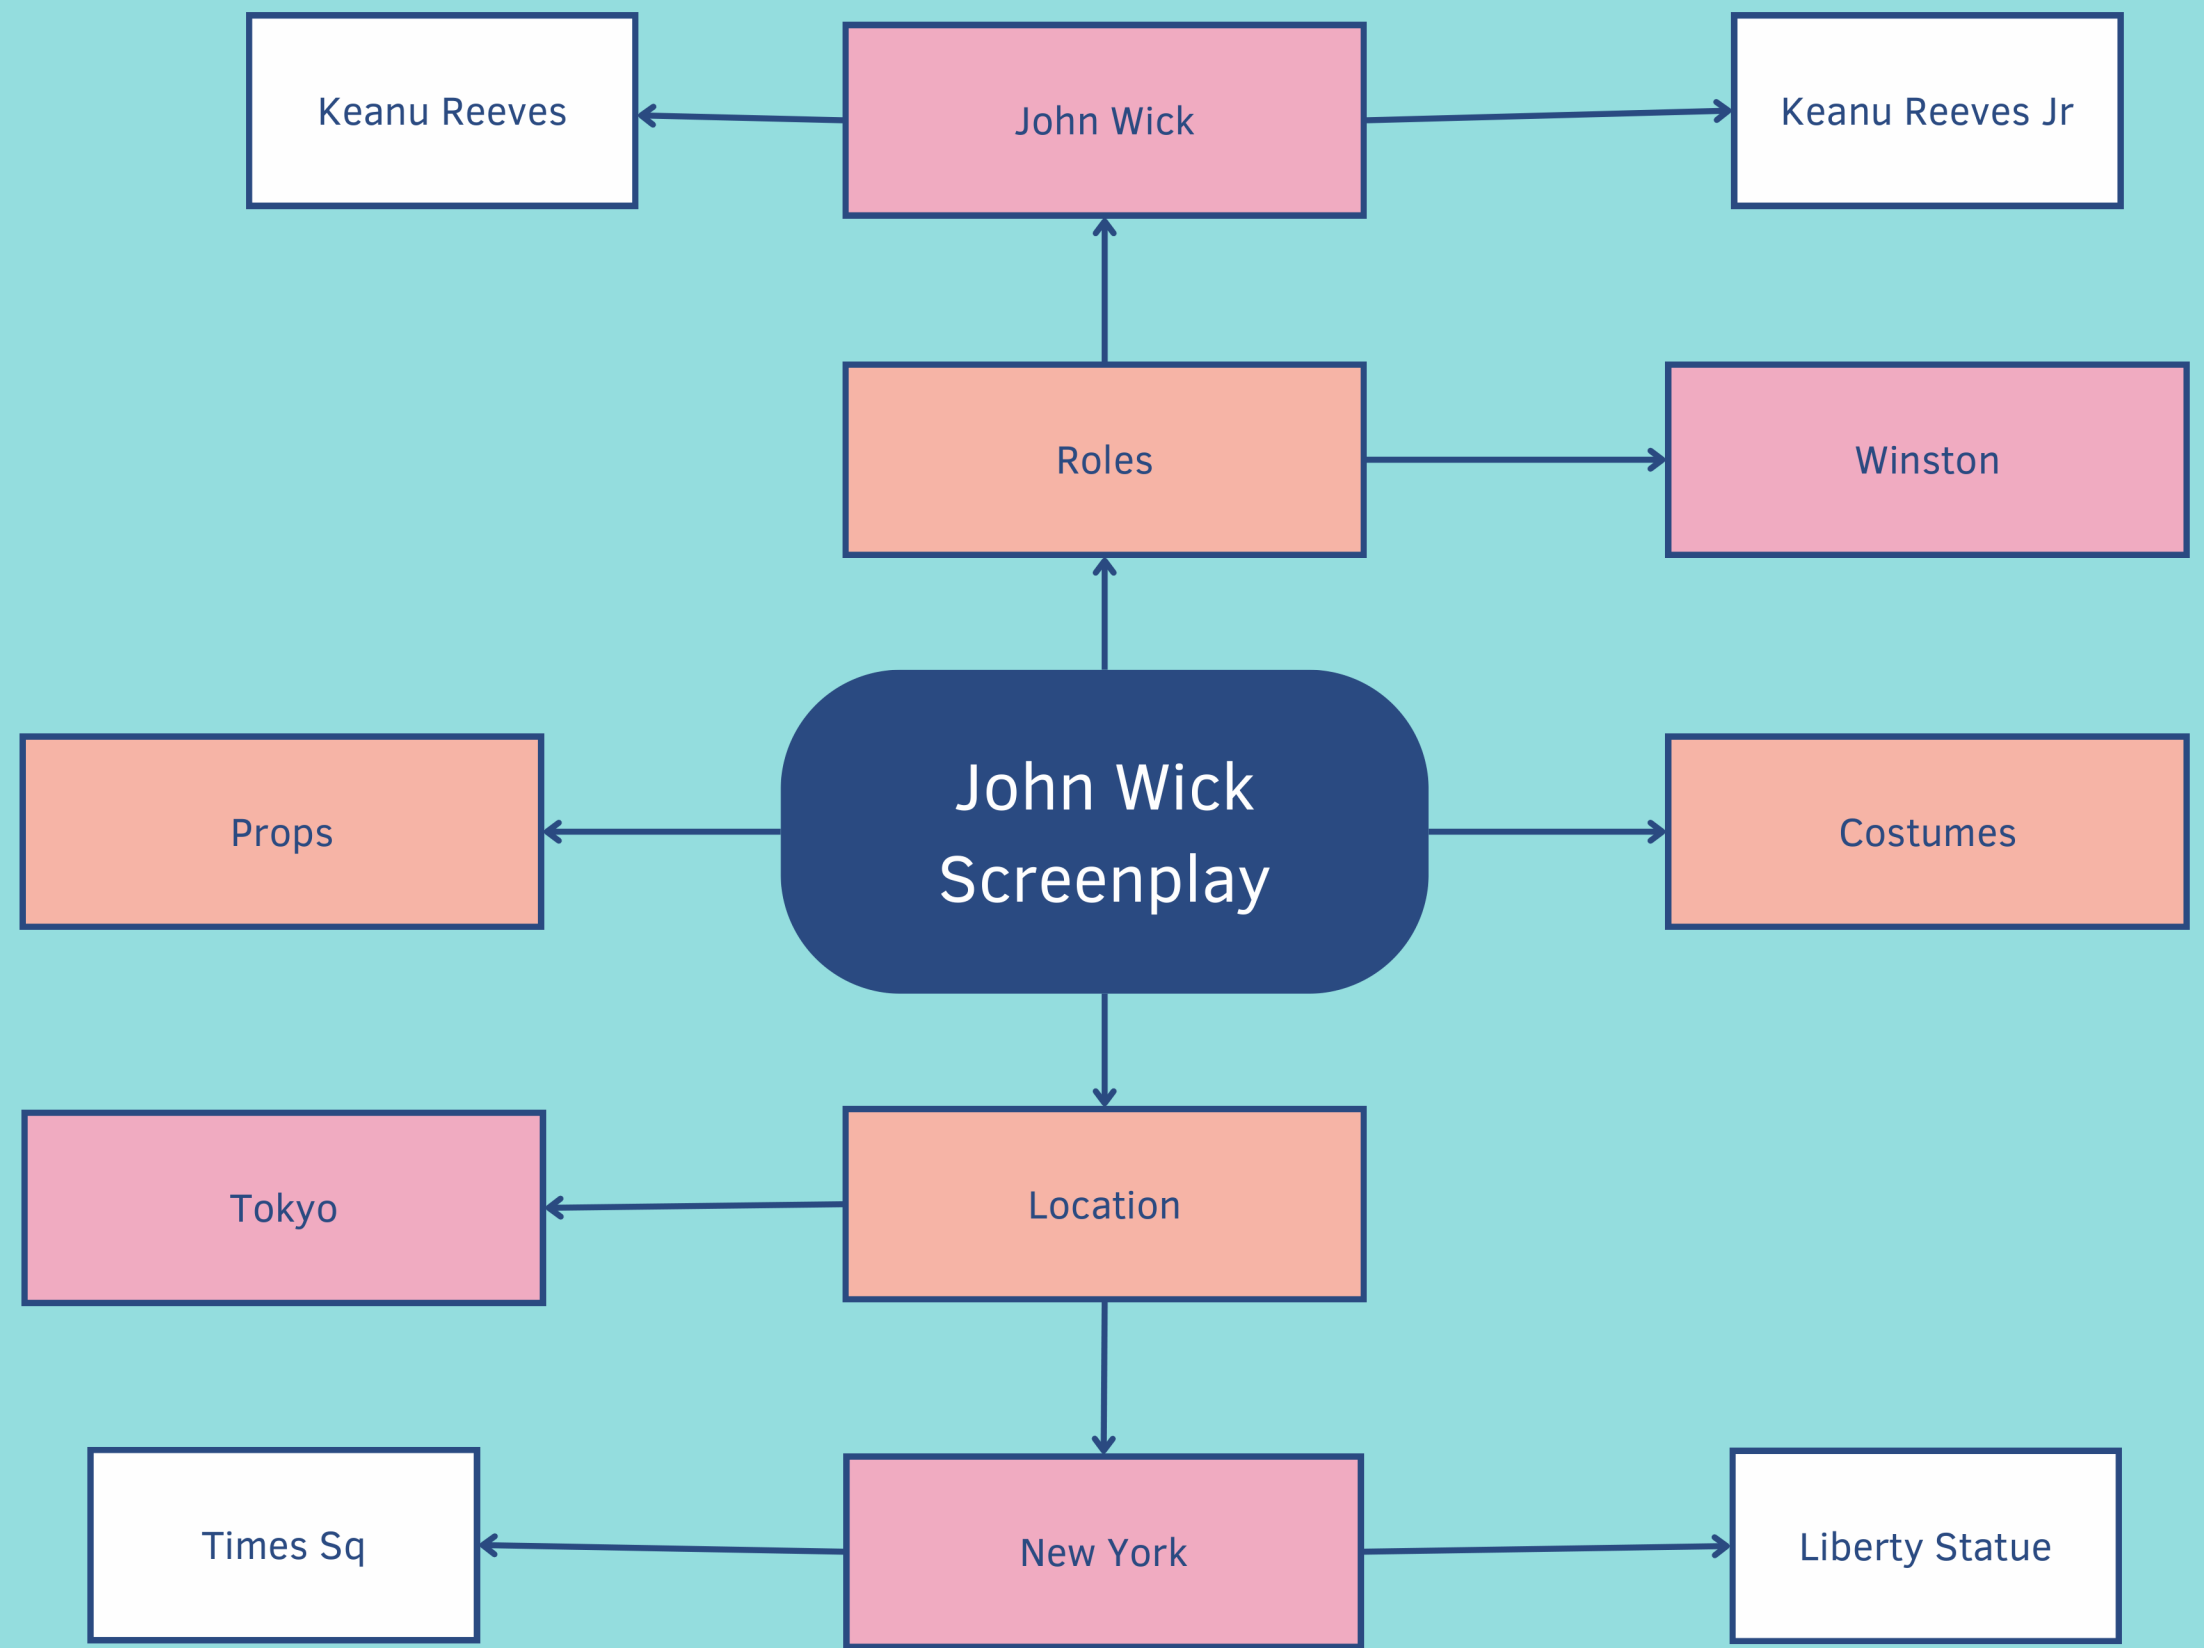 Keanu Reeves
John Wick
Keanu Reeves Jr
Roles
Winston
Props
John Wick
Screenplay
Costumes
Tokyo
Location
Times Sq
New York
Liberty Statue